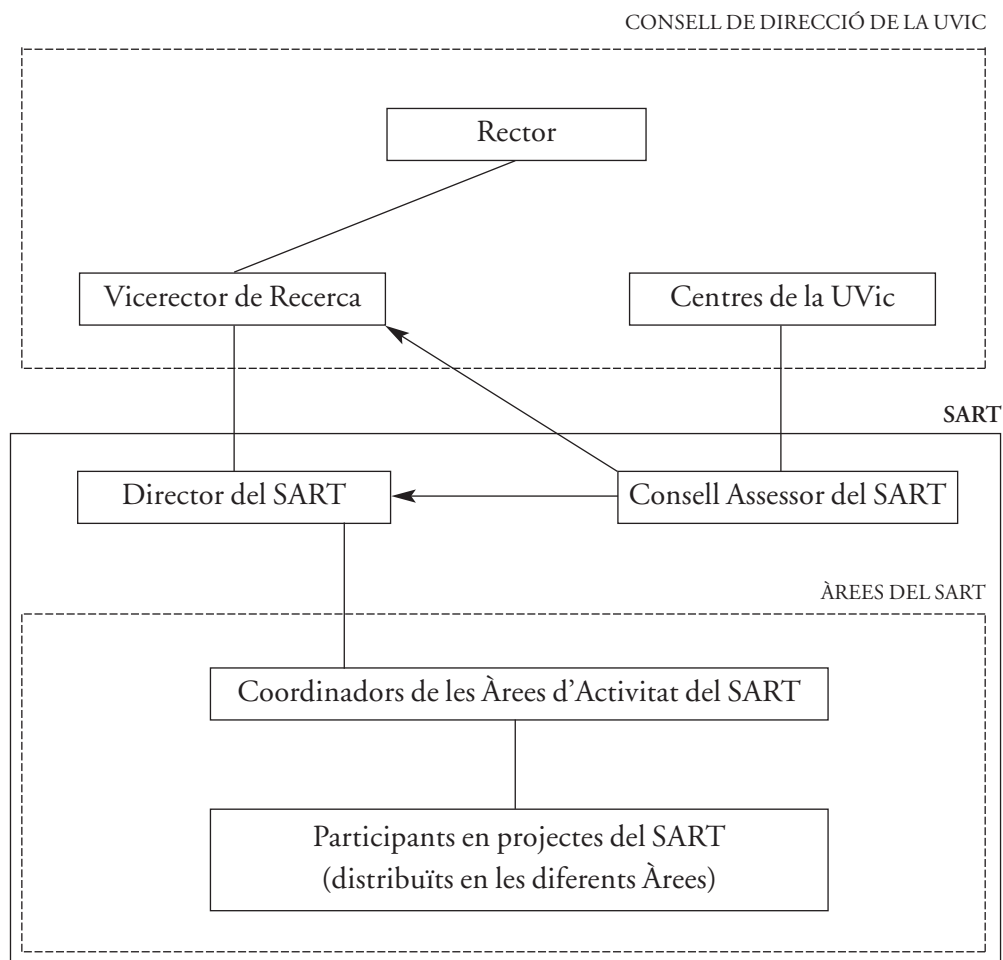 CONSELL DE DIRECCIÓ DE LA UVIC
Rector
Vicerector de Recerca
Centres de la UVic
SART
Director del SART
Consell Assessor del SART
ÀREES DEL SART
Coordinadors de les Àrees d’Activitat del SART
Participants en projectes del SART
(distribuïts en les diferents Àrees)